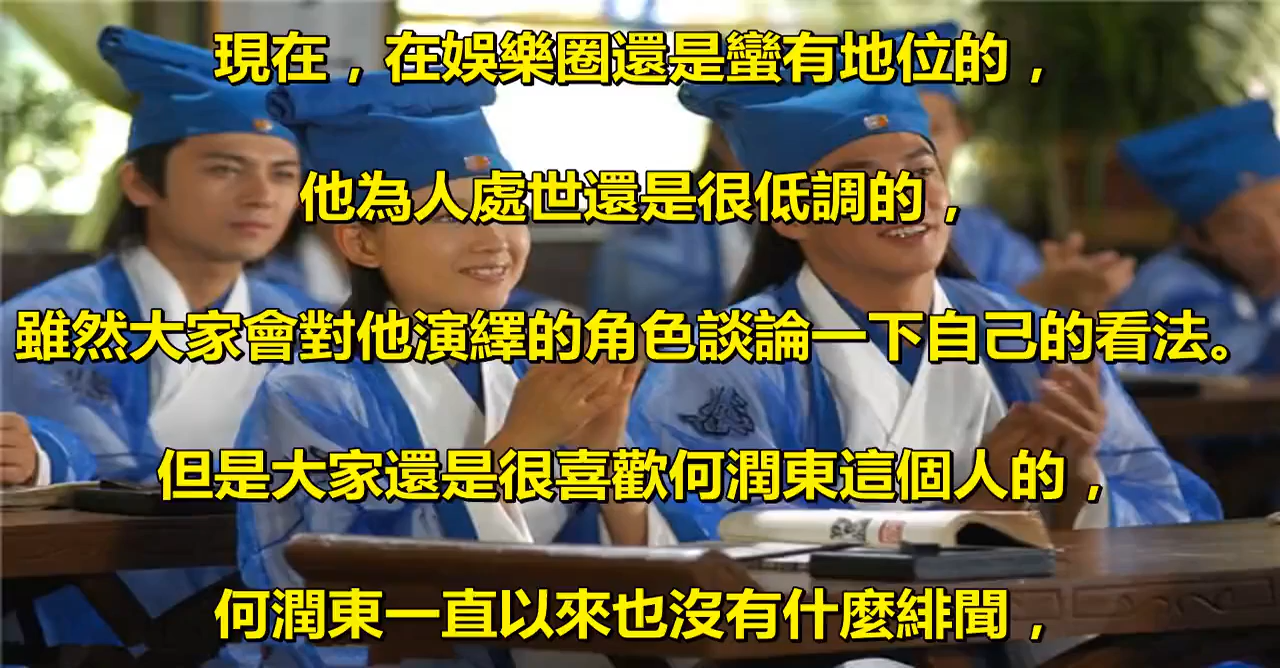 現在，在娛樂圈還是蠻有地位的，
他為人處世還是很低調的，
雖然大家會對他演繹的角色談論一下自己的看法。
但是大家還是很喜歡何潤東這個人的，
何潤東一直以來也沒有什麼緋聞，